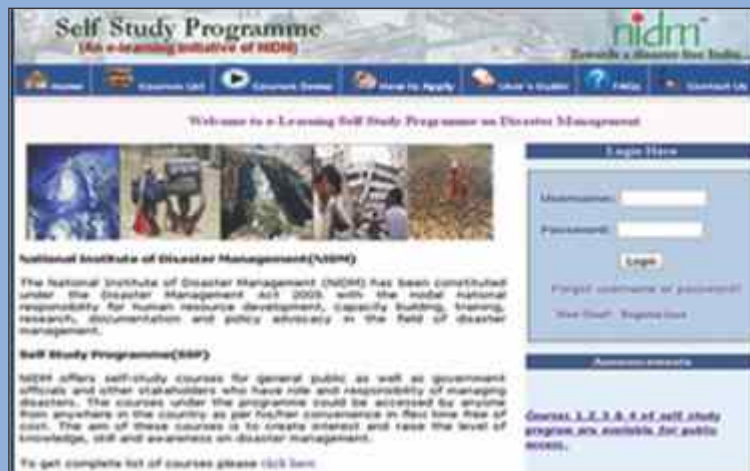 Self Study Programme
(An e-learning initiative of NIDM)
nidm
Towards a disaster free India
Home
Courses List
Courses Demo
How to Apply
User's Guide
FAQs
Contact Us
Welcome to e-Learning Self Study Programme on Disaster Management
National Institute of Disaster Management(NIDM)
The National Institute of Disaster Management (NIDM) has been constituted
under the Disaster Management Act 2005 with the nodal national
responsibility for human resource development, capacity building, training,
research, documentation and policy advocacy in the field of disaster
management.
Self Study Programme(SSP)
NIDM offers self-study courses for general public as well as government
officials and other stakeholders who have role and responsibility of managing
disasters. The courses under the programme could be accessed by anyone
from anywhere in the country as per his/her convenience in flexi time free of
cost. The aim of these courses is to create interest and raise the level of
knowledge, skill and awareness on disaster management.
To get complete list of courses please click here
Login Here
Username:
Password:
Login
Forgot username or password?
New User? Registration
Announcements
Courses 1,2,3 & 4 of self study
program are available for public
access.